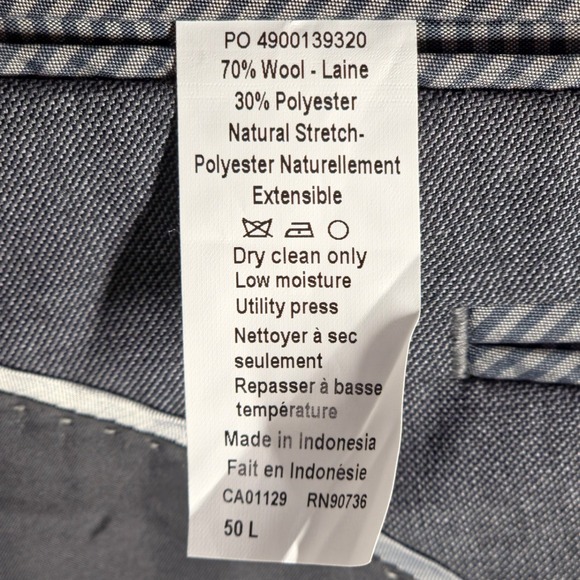 PO 4900139320
70% Wool - Laine
30% Polyester
Natural Stretch-
Polyester Naturellement
Extensible
Dry clean only
Low moisture
Utility press
Nettoyer à sec
seulement
Repasser à basse
température
Made in Indonesia
Fait en Indonésie
CA01129 RN90736
50 L